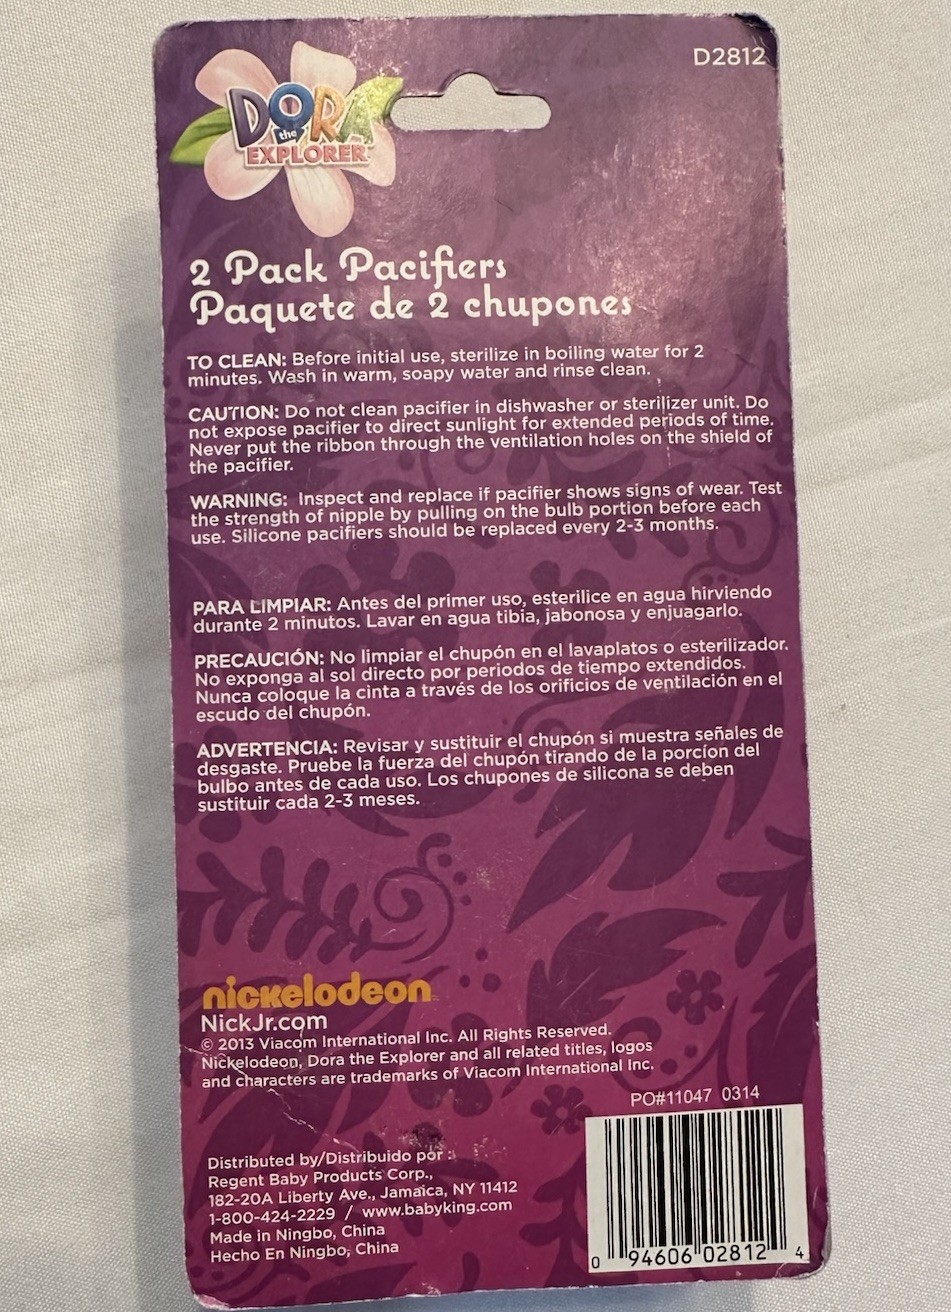 D2812
DORA
the
EXPLORER
2 Pack Pacifiers
Paquete de 2 chupones
TO CLEAN: Before initial use, sterilize in boiling water for 2
minutes. Wash in warm, soapy water and rinse clean.
CAUTION: Do not clean pacifier in dishwasher or sterilizer unit. Do
not expose pacifier to direct sunlight for extended periods of time.
Never put the ribbon through the ventilation holes on the shield of
the pacifier.
WARNING: Inspect and replace if pacifier shows signs of wear. Test
the strength of nipple by pulling on the bulb portion before each
use. Silicone pacifiers should be replaced every 2-3 months.
PARA LIMPIAR: Antes del primer uso, esterilice en agua hirviendo
durante 2 minutos. Lavar en agua tibia, jabonosa y enjuagarlo.
PRECAUCIÓN: No limpiar el chupón en el lavaplatos o esterilizador.
No exponga al sol directo por periodos de tiempo extendidos.
Nunca coloque la cinta a través de los orificios de ventilación en el
escudo del chupón.
ADVERTENCIA: Revisar y sustituir el chupón si muestra señales de
desgaste. Pruebe la fuerza del chupón tirando de la porcíon del
bulbo antes de cada uso. Los chupones de silicona se deben
sustituir cada 2-3 meses.
nickelodeon
NickJr.com
© 2013 Viacom International Inc. All Rights Reserved.
Nickelodeon, Dora the Explorer and all related titles, logos
and characters are trademarks of Viacom International Inc.
PO#11047 0314
Distributed by/Distribuido por :
Regent Baby Products Corp.,
182-20A Liberty Ave., Jamaica, NY 11412
1-800-424-2229 / www.babyking.com
Made in Ningbo, China
Hecho En Ningbo, China
0 94606 02812 4